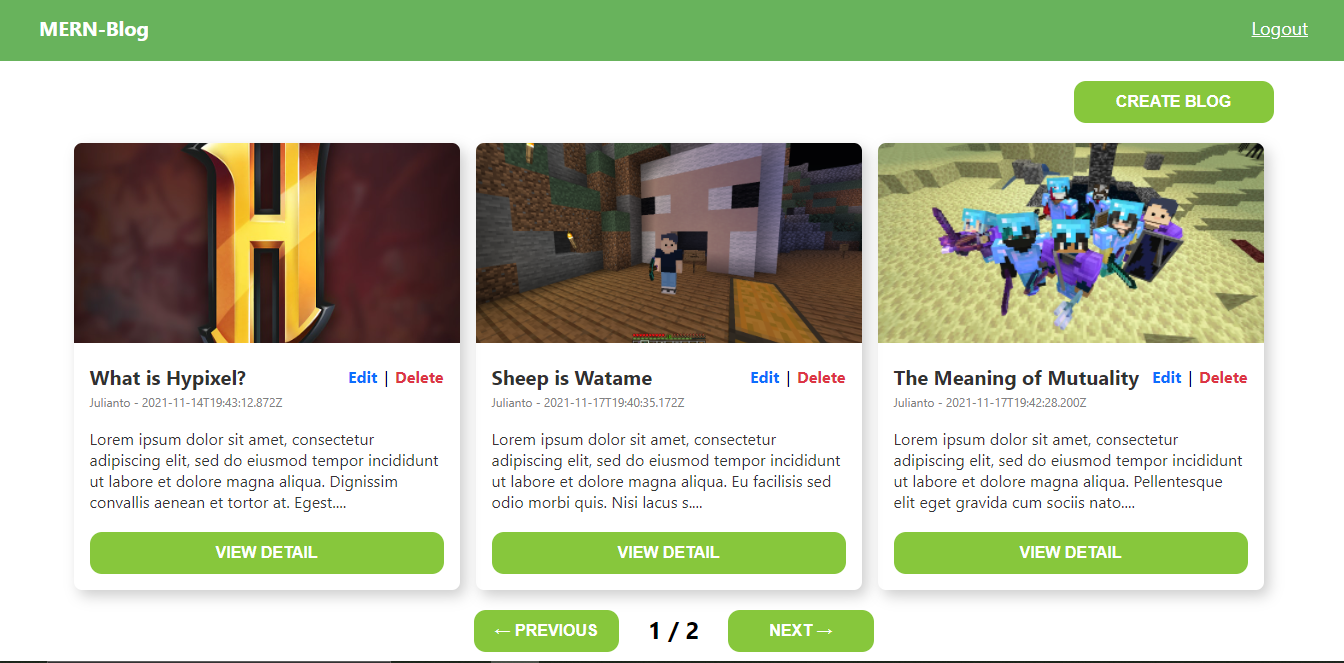 MERN-Blog
Logout
CREATE BLOG
H
What is Hypixel?
Edit | Delete
Julianto - 2021-11-14T19:43:12.872Z
Lorem ipsum dolor sit amet, consectetur
adipiscing elit, sed do eiusmod tempor incididunt
ut labore et dolore magna aliqua. Dignissim
convallis aenean et tortor at. Egest....
VIEW DETAIL
Sheep is Watame
Edit | Delete
Julianto - 2021-11-17T19:40:35.172Z
Lorem ipsum dolor sit amet, consectetur
adipiscing elit, sed do eiusmod tempor incididunt
ut labore et dolore magna aliqua. Eu facilisis sed
odio morbi quis. Nisi lacus s....
VIEW DETAIL
The Meaning of Mutuality
Edit | Delete
Julianto - 2021-11-17T19:42:28.200Z
Lorem ipsum dolor sit amet, consectetur
adipiscing elit, sed do eiusmod tempor incididunt
ut labore et dolore magna aliqua. Pellentesque
elit eget gravida cum sociis nato....
VIEW DETAIL
← PREVIOUS
1 / 2
NEXT →